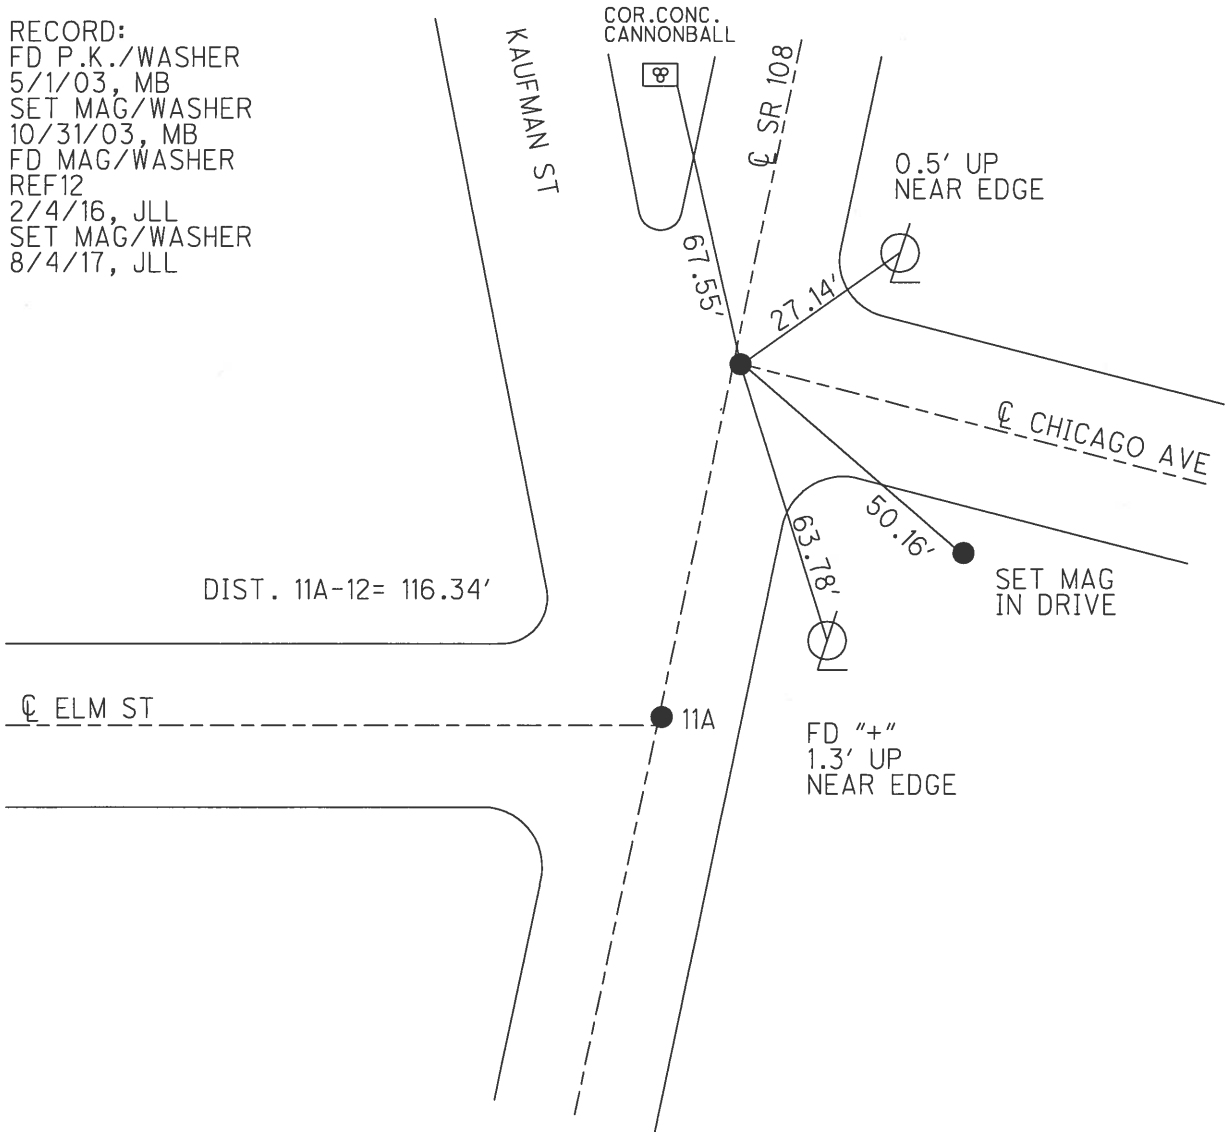 RECORD:
FD P.K./WASHER
5/1/03, MB
SET MAG/WASHER
10/31/03, MB
FD MAG/WASHER
REF12
2/4/16, JLL
SET MAG/WASHER
8/4/17, JLL
KAUFMAN ST
COR.CONC.
CANNONBALL
℄ SR 108
0.5' UP
NEAR EDGE
67.55'
27.14'
℄ CHICAGO AVE
50.16'
63.78'
SET MAG
IN DRIVE
DIST. 11A-12= 116.34'
℄ ELM ST
11A
FD "+"
1.3' UP
NEAR EDGE